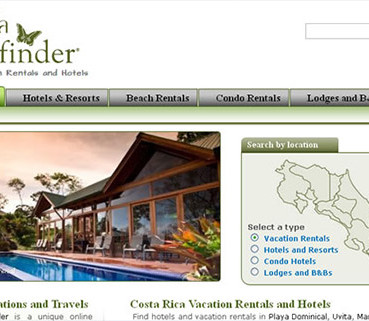 a
finder®
n Rentals and Hotels
Hotels & Resorts
Beach Rentals
Condo Rentals
Lodges and B&
Search by location
Select a type
Vacation Rentals
Hotels and Resorts
Condo Hotels
Lodges and B&Bs
ations and Travels
der is a unique online
Costa Rica Vacation Rentals and Hotels
Find hotels and vacation rentals in Playa Dominical, Uvita, Ma